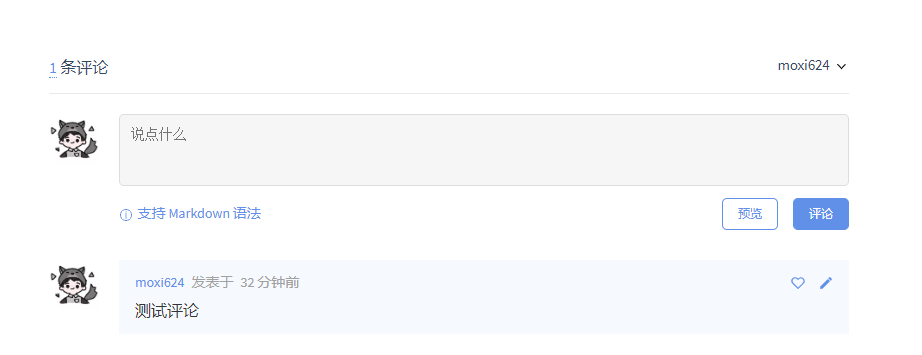 1 条评论
moxi624
说点什么
支持 Markdown 语法
预览
评论
moxi624 发表于 32 分钟前
测试评论